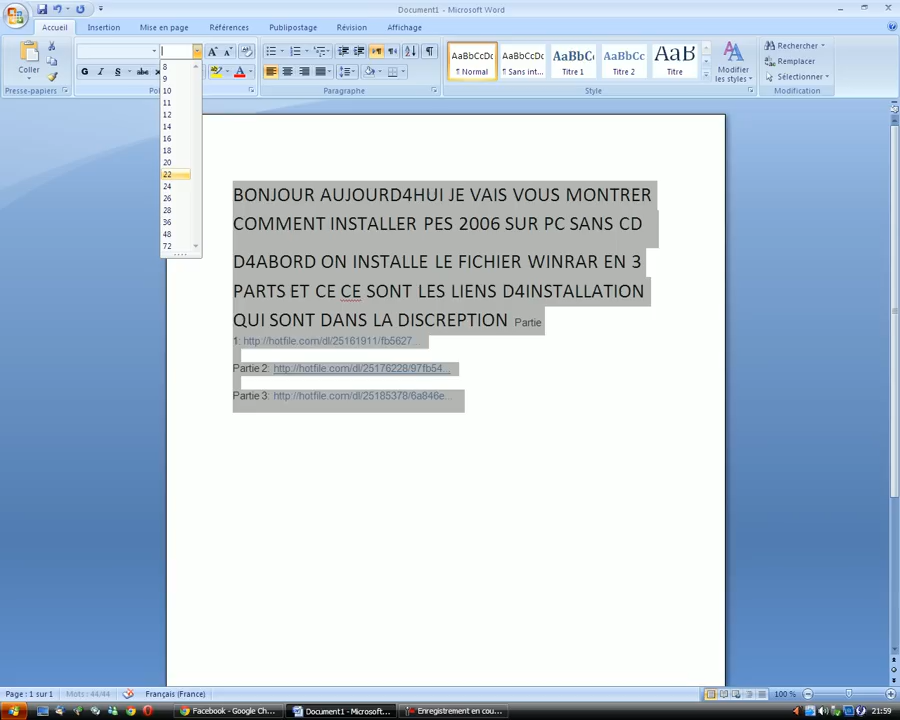 Document1 - Microsoft Word
Accueil Insertion Mise en page Références Publipostage Révision Affichage
Coller
G I S
AaBbCcDc AaBbCcDc AaBbC AaBbCc AaB
¶ Normal ¶ Sans int... Titre 1 Titre 2 Titre
Modifier les styles
Rechercher
Remplacer
Sélectionner
Presse-papiers Paragraphe Style Modification
8
9
10
11
12
14
16
18
20
22
24
26
28
36
48
72
BONJOUR AUJOURD4HUI JE VAIS VOUS MONTRER
COMMENT INSTALLER PES 2006 SUR PC SANS CD
D4ABORD ON INSTALLE LE FICHIER WINRAR EN 3
PARTS ET CE CE SONT LES LIENS D4INSTALLATION
QUI SONT DANS LA DISCREPTION Partie
1: http://hotfile.com/dl/25161911/fb5627...
Partie 2: http://hotfile.com/dl/25176228/97fb54...
Partie 3: http://hotfile.com/dl/25185378/6a846e...
Page : 1 sur 1 Mots : 44/44 Français (France) 100 %
Facebook - Google Ch... Document1 - Microsoft... Enregistrement en cou... FR 21:59